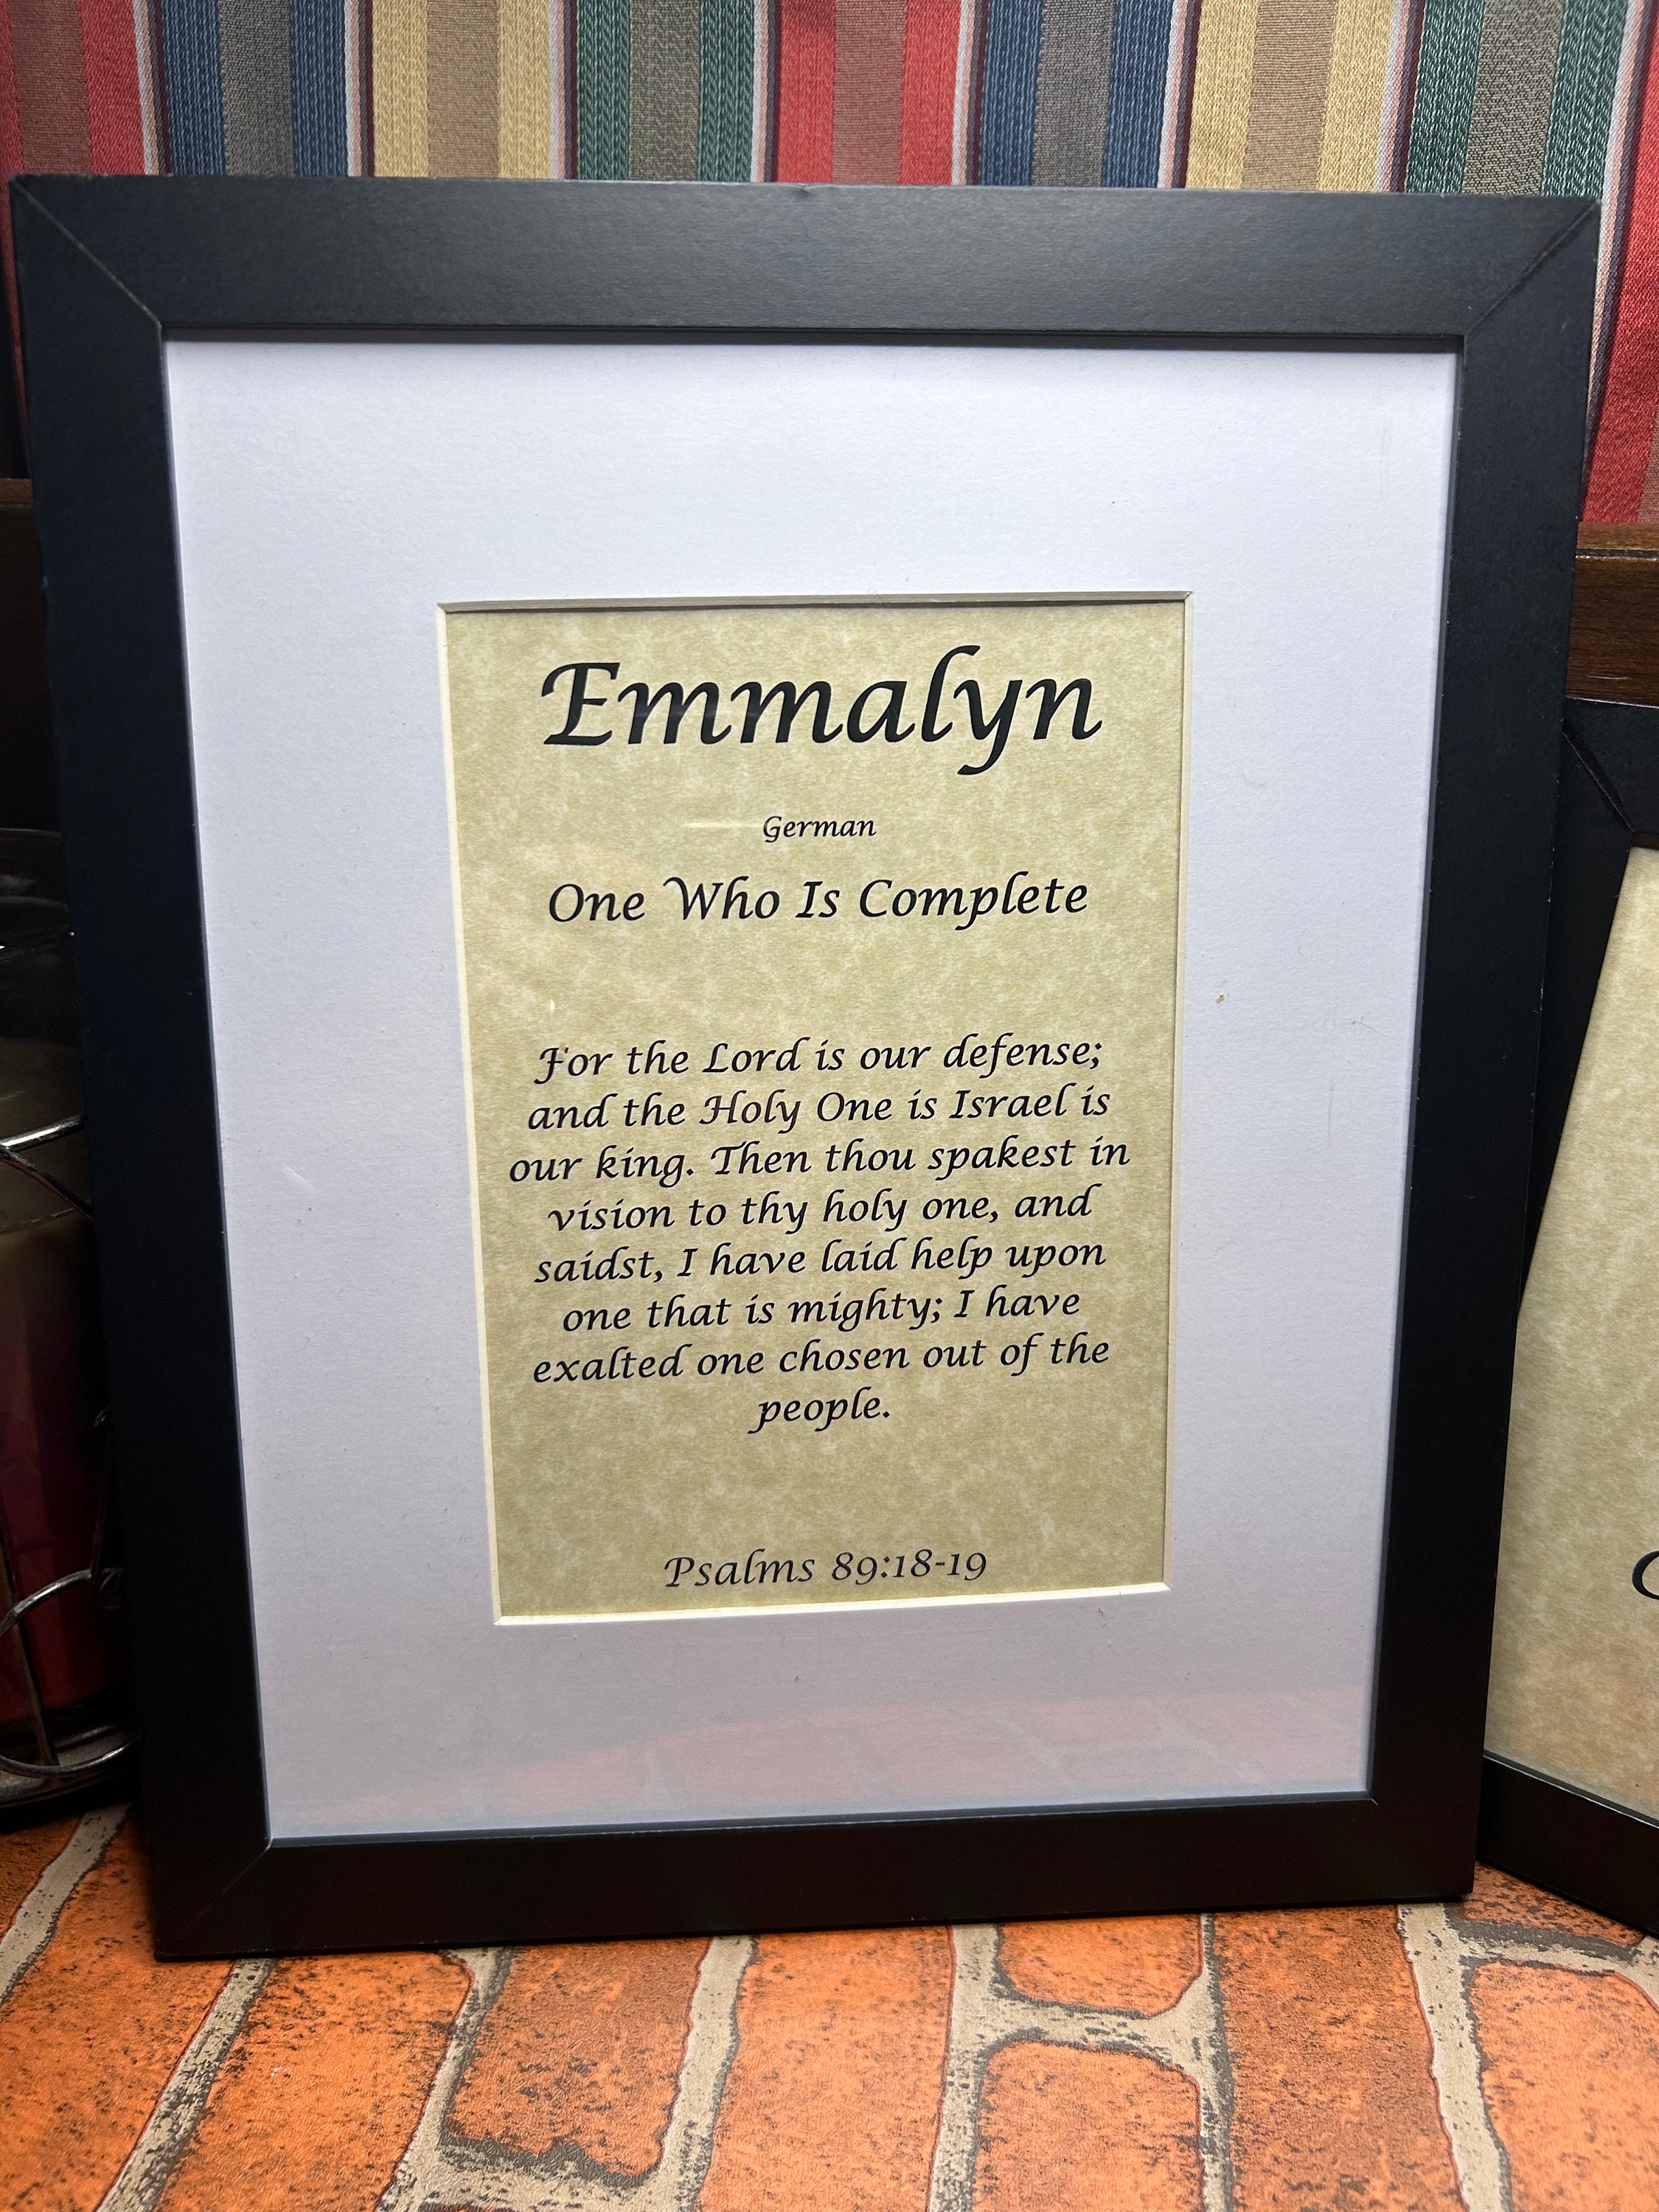 Emmalyn
German
One Who Is Complete
For the Lord is our defense;
and the Holy One is Israel is
our king. Then thou spakest in
vision to thy holy one, and
saidst, I have laid help upon
one that is mighty; I have
exalted one chosen out of the
people.
Psalms 89:18-19